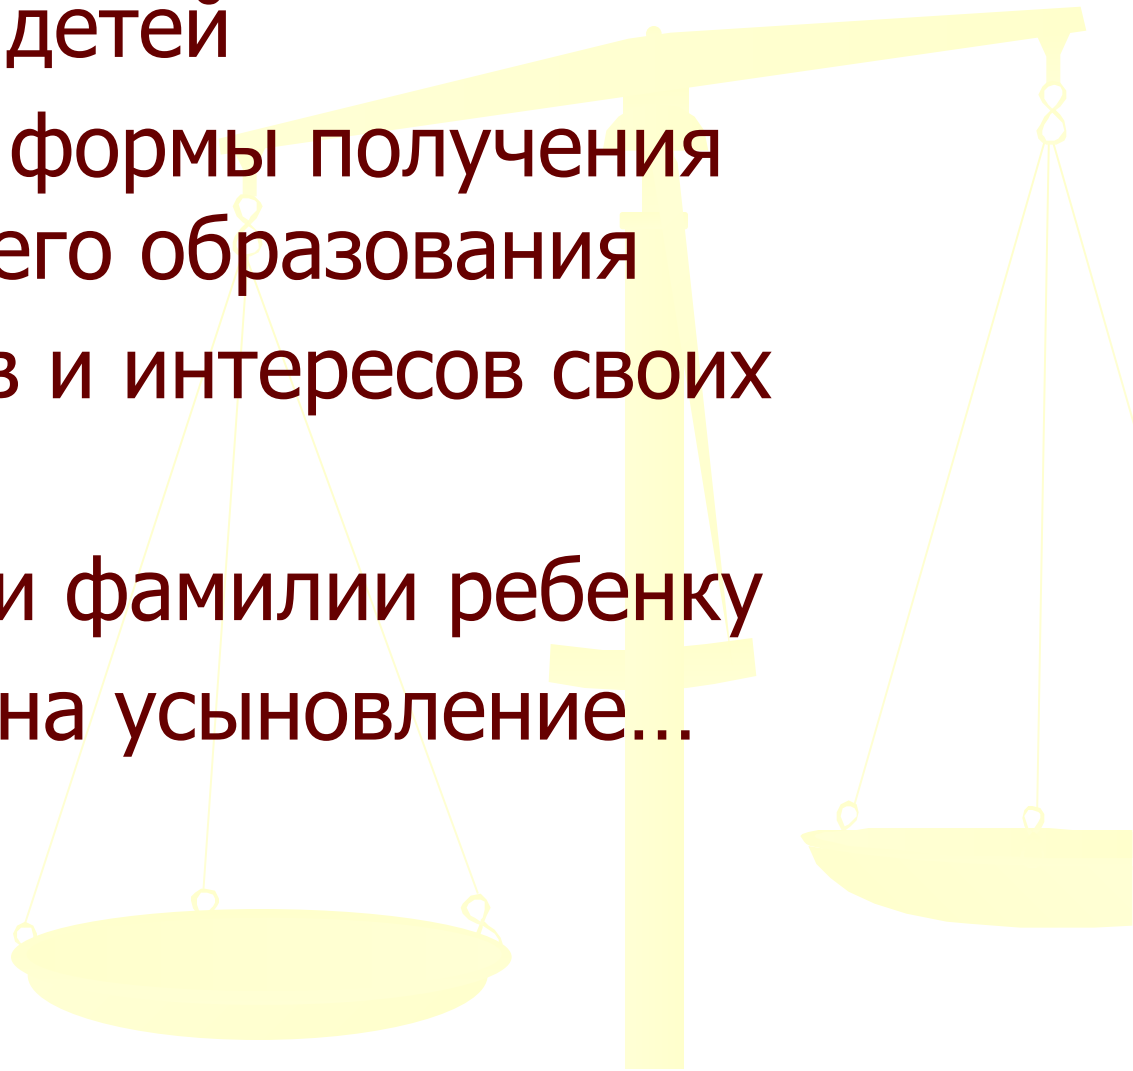 детей
формы получения
его образования
в и интересов своих
и фамилии ребенку
на усыновление…